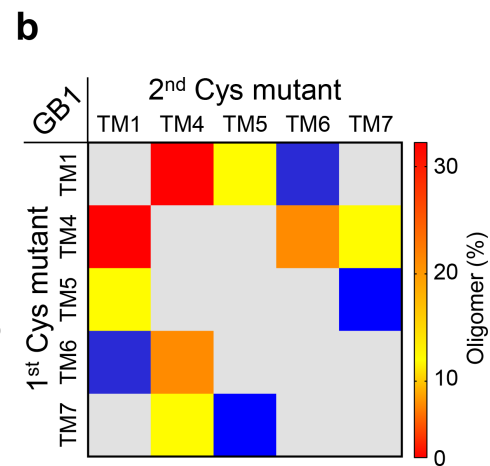 b
GB1
2nd Cys mutant
TM1 TM4 TM5 TM6 TM7
1st Cys mutant
TM1
TM4
TM5
TM6
TM7
30
20
10
0
Oligomer (%)